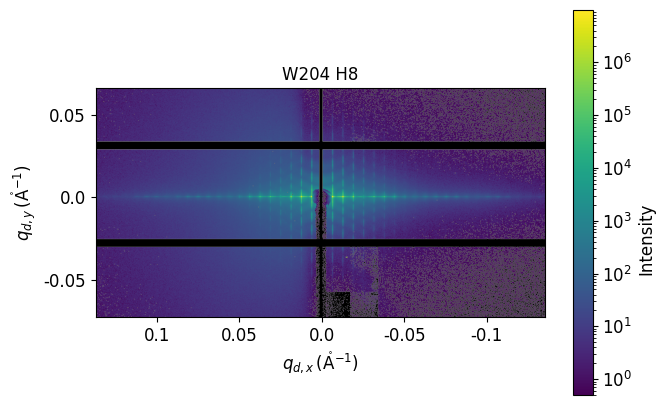 W204 H8
0.05
0.0
-0.05
q_{d,y} (Å⁻¹)
0.1 0.05 0.0 -0.05 -0.1
q_{d,x} (Å⁻¹)
10⁶
10⁵
10⁴
10³
10²
10¹
10⁰
Intensity